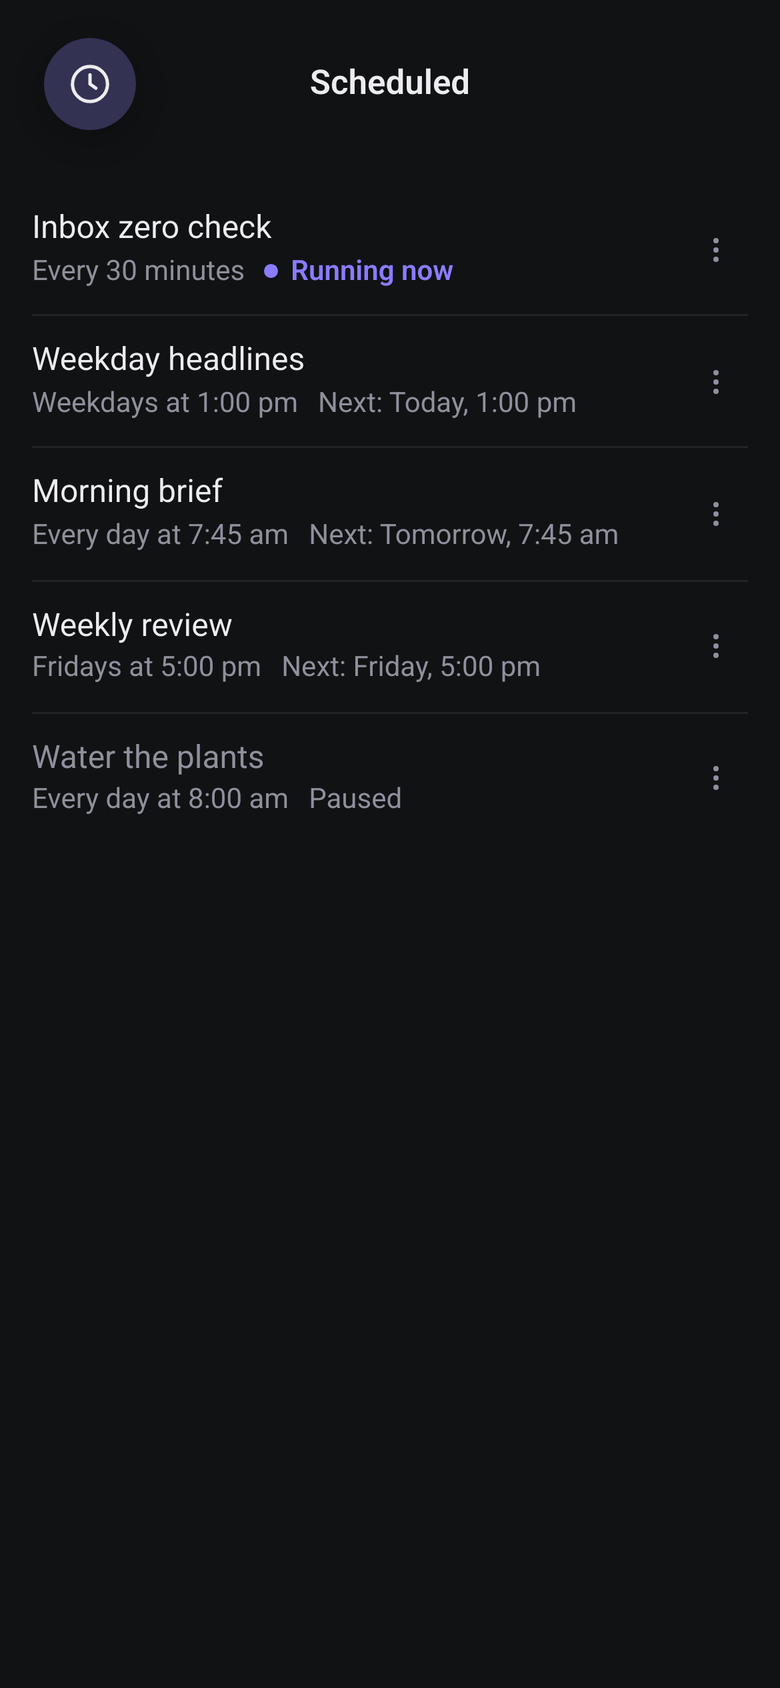 Scheduled
Inbox zero check
Every 30 minutes Running now
Weekday headlines
Weekdays at 1:00 pm Next: Today, 1:00 pm
Morning brief
Every day at 7:45 am Next: Tomorrow, 7:45 am
Weekly review
Fridays at 5:00 pm Next: Friday, 5:00 pm
Water the plants
Every day at 8:00 am Paused